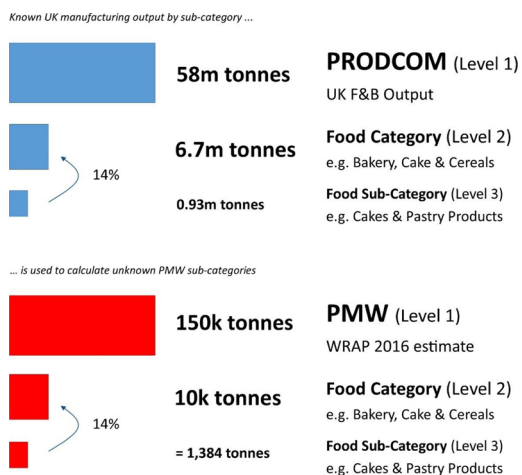 Known UK manufacturing output by sub-category ...
58m tonnes
PRODCOM (Level 1)
UK F&B Output
6.7m tonnes
Food Category (Level 2)
e.g. Bakery, Cake & Cereals
14%
0.93m tonnes
Food Sub-Category (Level 3)
e.g. Cakes & Pastry Products
... is used to calculate unknown PMW sub-categories
150k tonnes
PMW (Level 1)
WRAP 2016 estimate
10k tonnes
Food Category (Level 2)
e.g. Bakery, Cake & Cereals
14%
= 1,384 tonnes
Food Sub-Category (Level 3)
e.g. Cakes & Pastry Products